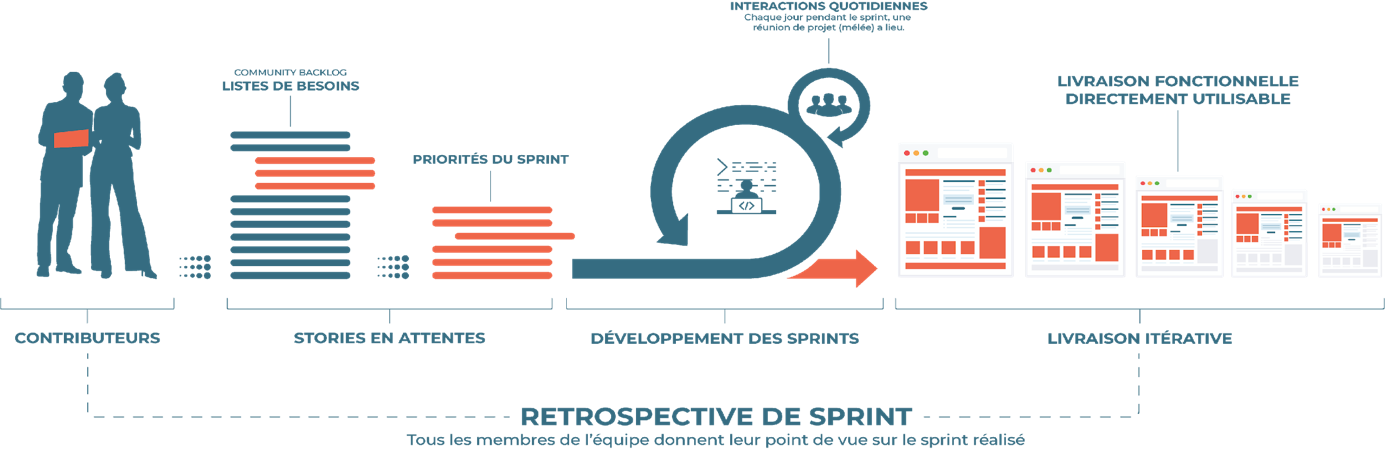 INTERACTIONS QUOTIDIENNES
Chaque jour pendant le sprint, une
réunion de projet (mélée) a lieu.
COMMUNITY BACKLOG
LISTES DE BESOINS
LIVRAISON FONCTIONNELLE
DIRECTEMENT UTILISABLE
PRIORITÉS DU SPRINT
</>
CONTRIBUTEURS
STORIES EN ATTENTES
DÉVELOPPEMENT DES SPRINTS
LIVRAISON ITÉRATIVE
RETROSPECTIVE DE SPRINT
Tous les membres de l'équipe donnent leur point de vue sur le sprint réalisé